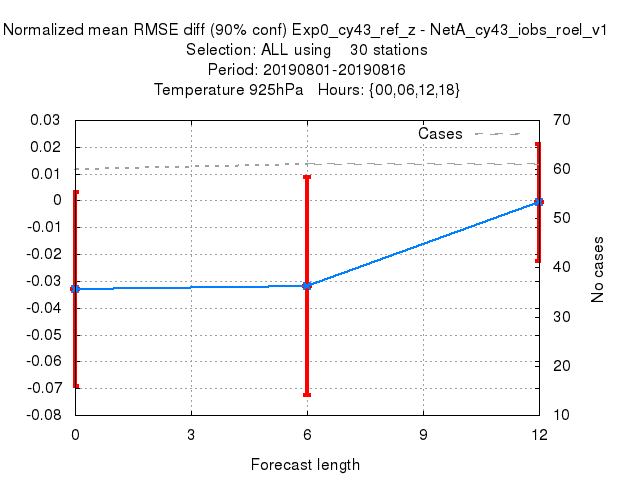 Normalized mean RMSE diff (90% conf) Exp0_cy43_ref_z - NetA_cy43_iobs_roel_v1
Selection: ALL using 30 stations
Period: 20190801-20190816
Temperature 925hPa Hours: {00,06,12,18}
Cases
0.03
0.02
0.01
0
-0.01
-0.02
-0.03
-0.04
-0.05
-0.06
-0.07
-0.08
70
60
50
40
30
20
10
No cases
0 3 6 9 12
Forecast length